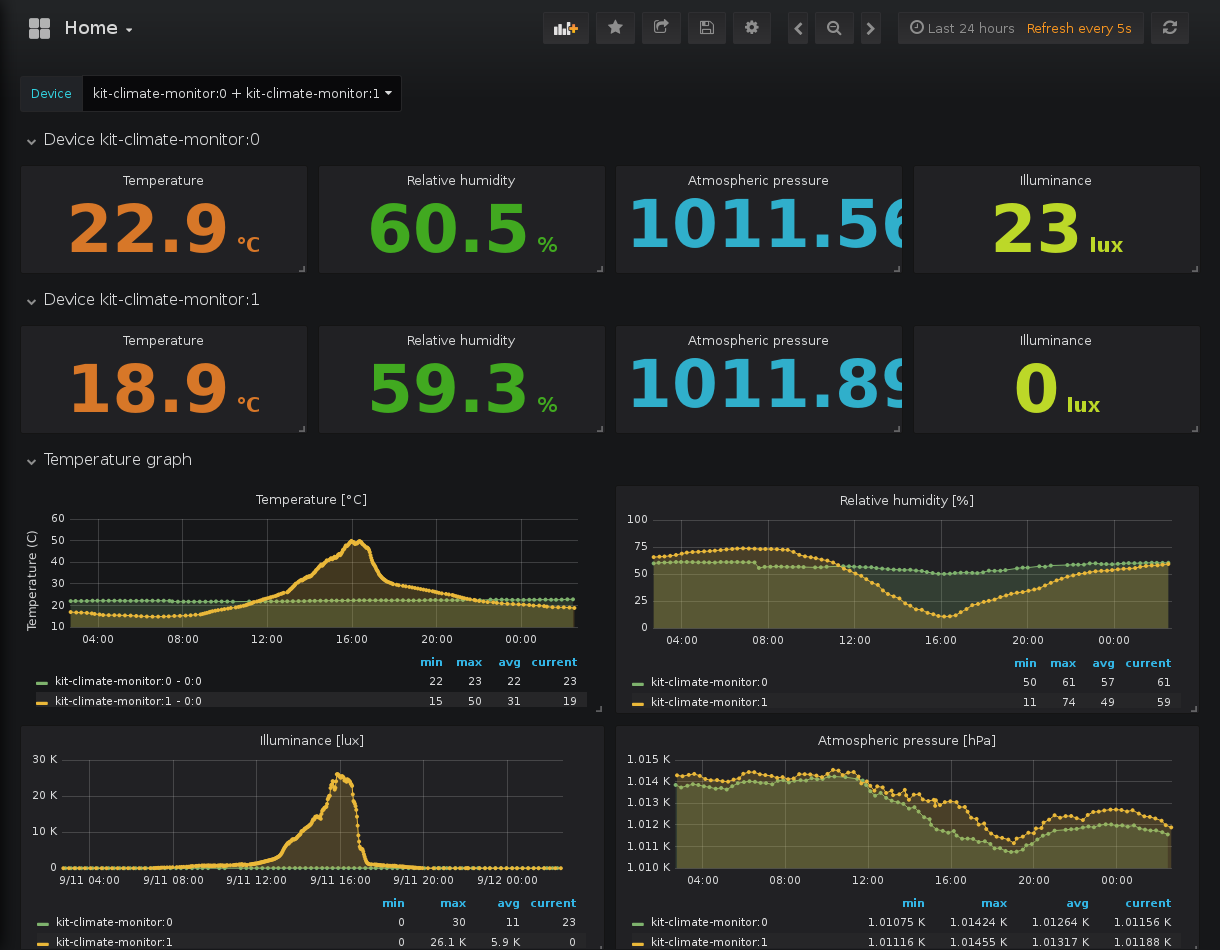 Home
Last 24 hours Refresh every 5s
Device kit-climate-monitor:0 + kit-climate-monitor:1
Device kit-climate-monitor:0
Temperature Relative humidity Atmospheric pressure Illuminance
22.9 °C 60.5 % 1011.56 23 lux
Device kit-climate-monitor:1
Temperature Relative humidity Atmospheric pressure Illuminance
18.9 °C 59.3 % 1011.89 0 lux
Temperature graph
Temperature [°C]
Temperature (C)
60
50
40
30
20
10
04:00 08:00 12:00 16:00 20:00 00:00
min max avg current
kit-climate-monitor:0 - 0:0 22 23 22 23
kit-climate-monitor:1 - 0:0 15 50 31 19
Relative humidity [%]
100
75
50
25
0
04:00 08:00 12:00 16:00 20:00 00:00
min max avg current
kit-climate-monitor:0 50 61 57 61
kit-climate-monitor:1 11 74 49 59
Illuminance [lux]
30 K
20 K
10 K
0
9/11 04:00 9/11 08:00 9/11 12:00 9/11 16:00 9/11 20:00 9/12 00:00
min max avg current
kit-climate-monitor:0 0 30 11 23
kit-climate-monitor:1 0 26.1 K 5.9 K 0
Atmospheric pressure [hPa]
1.015 K
1.014 K
1.013 K
1.012 K
1.011 K
1.010 K
04:00 08:00 12:00 16:00 20:00 00:00
min max avg current
kit-climate-monitor:0 1.01075 K 1.01424 K 1.01264 K 1.01156 K
kit-climate-monitor:1 1.01116 K 1.01455 K 1.01317 K 1.01188 K